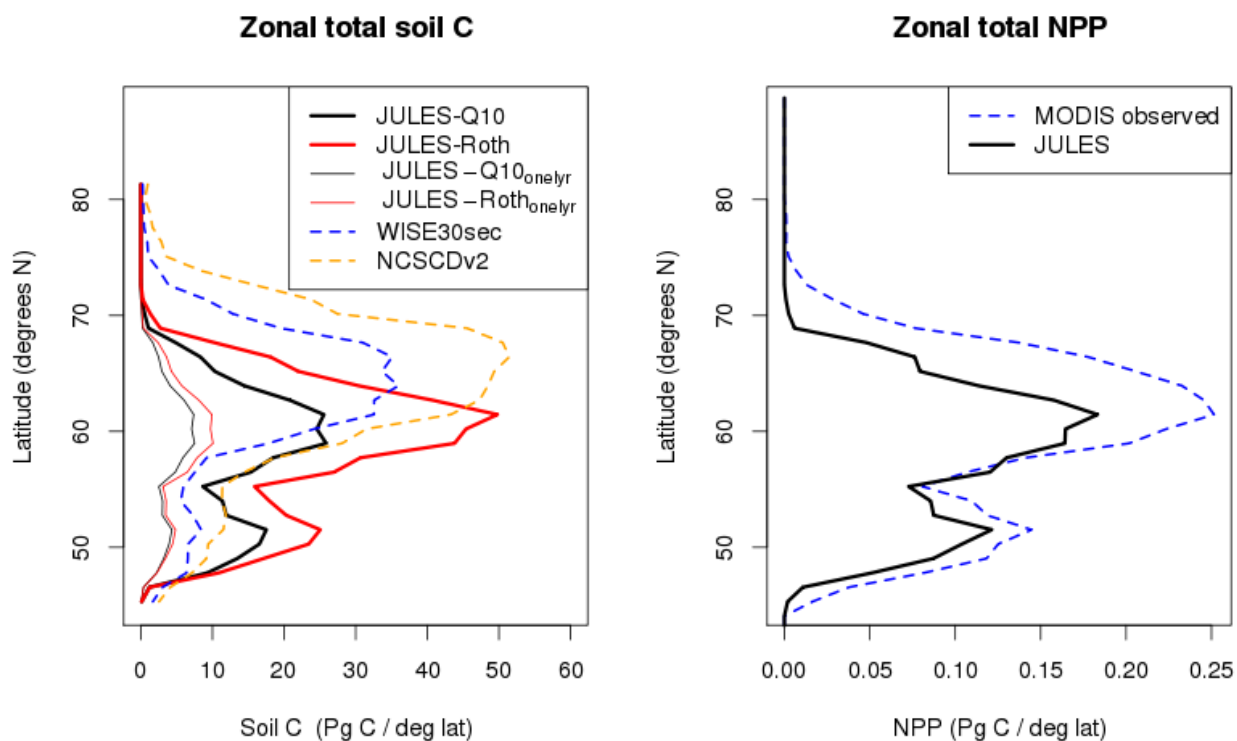 Zonal total soil C
JULES-Q10
JULES-Roth
JULES−Q10onelyr
JULES−Rothonelyr
WISE30sec
NCSCDv2
Latitude (degrees N)
80
70
60
50
0 10 20 30 40 50 60
Soil C (Pg C / deg lat)
Zonal total NPP
MODIS observed
JULES
Latitude (degrees N)
80
70
60
50
0.00 0.05 0.10 0.15 0.20 0.25
NPP (Pg C / deg lat)